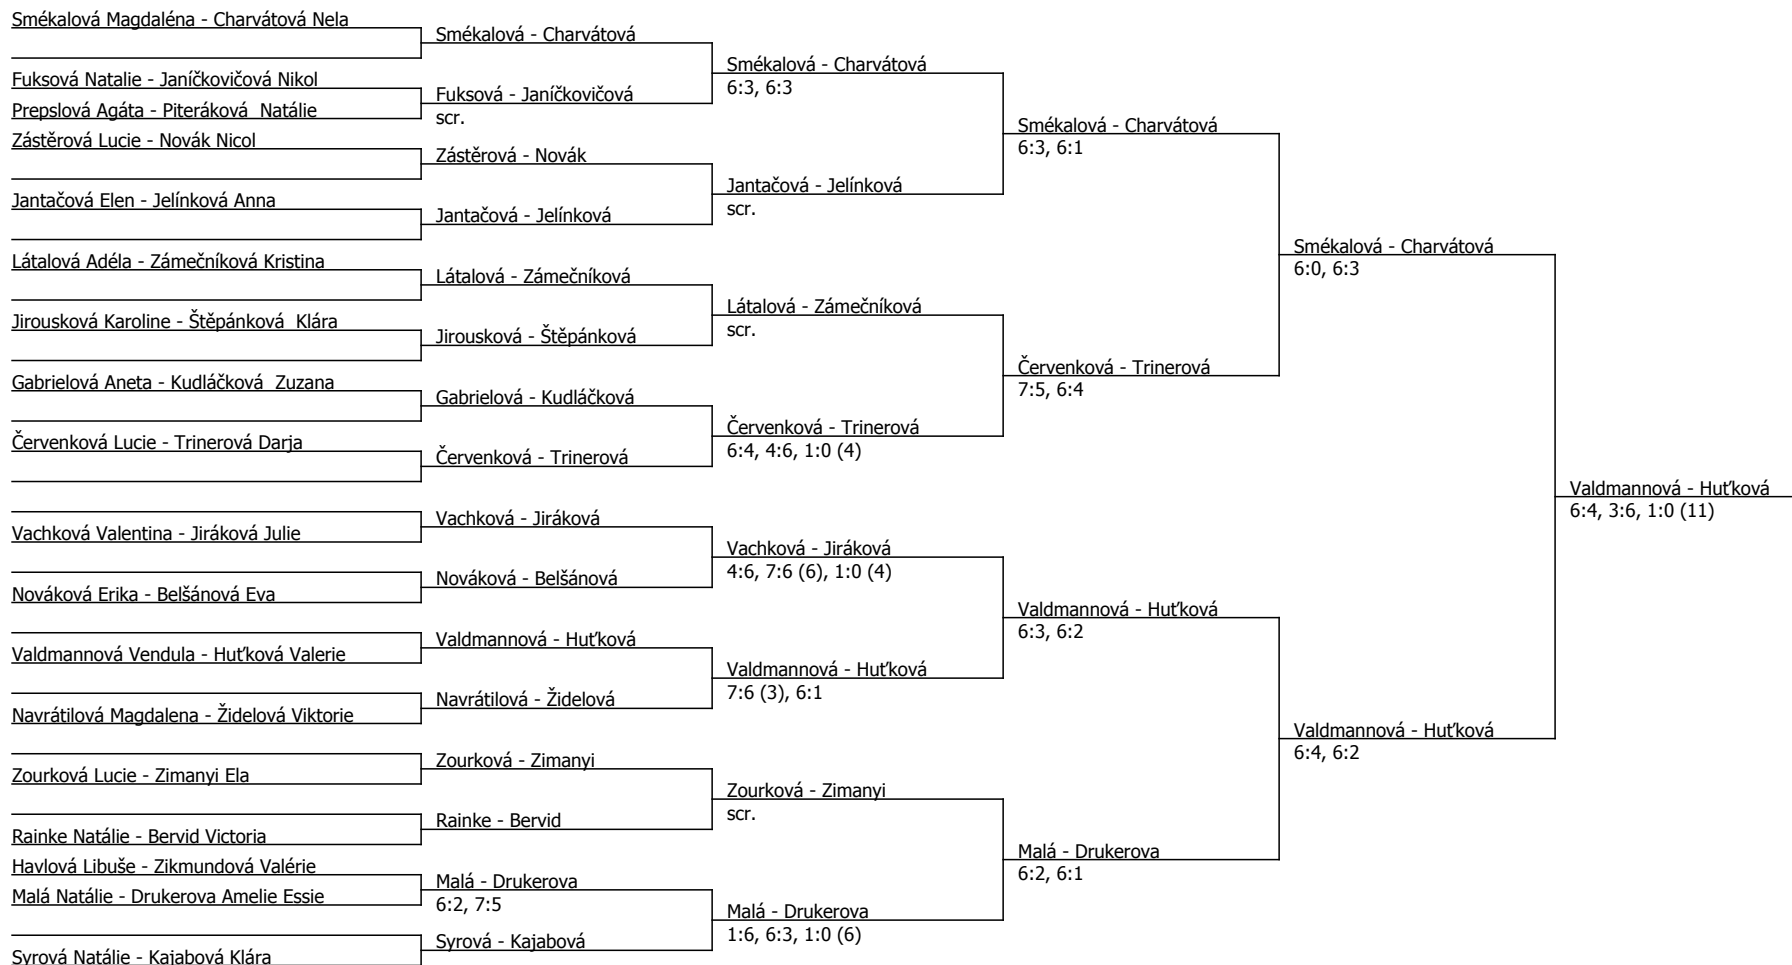 Smékalová Magdaléna - Charvátová Nela
Fuksová Natalie - Janíčkovičová Nikol
Prepslová Agáta - Piteráková  Natálie
Zástěrová Lucie - Novák Nicol
Jantačová Elen - Jelínková Anna
Látalová Adéla - Zámečníková Kristina
Jirousková Karoline - Štěpánková  Klára
Gabrielová Aneta - Kudláčková  Zuzana
Červenková Lucie - Trinerová Darja
Vachková Valentina - Jiráková Julie
Nováková Erika - Belšánová Eva
Valdmannová Vendula - Huťková Valerie
Navrátilová Magdalena - Židelová Viktorie
Zourková Lucie - Zimanyi Ela
Rainke Natálie - Bervid Victoria
Havlová Libuše - Zikmundová Valérie
Malá Natálie - Drukerova Amelie Essie
Syrová Natálie - Kajabová Klára
Smékalová - Charvátová
Fuksová - Janíčkovičová
scr.
Zástěrová - Novák
Jantačová - Jelínková
Látalová - Zámečníková
Jirousková - Štěpánková
Gabrielová - Kudláčková
Červenková - Trinerová
Vachková - Jiráková
Nováková - Belšánová
Valdmannová - Huťková
Navrátilová - Židelová
Zourková - Zimanyi
Rainke - Bervid
Malá - Drukerova
6:2, 7:5
Syrová - Kajabová
Smékalová - Charvátová
6:3, 6:3
Jantačová - Jelínková
scr.
Látalová - Zámečníková
scr.
Červenková - Trinerová
6:4, 4:6, 1:0 (4)
Vachková - Jiráková
4:6, 7:6 (6), 1:0 (4)
Valdmannová - Huťková
7:6 (3), 6:1
Zourková - Zimanyi
scr.
Malá - Drukerova
1:6, 6:3, 1:0 (6)
Smékalová - Charvátová
6:3, 6:1
Červenková - Trinerová
7:5, 6:4
Valdmannová - Huťková
6:3, 6:2
Malá - Drukerova
6:2, 6:1
Smékalová - Charvátová
6:0, 6:3
Valdmannová - Huťková
6:4, 6:2
Valdmannová - Huťková
6:4, 3:6, 1:0 (11)